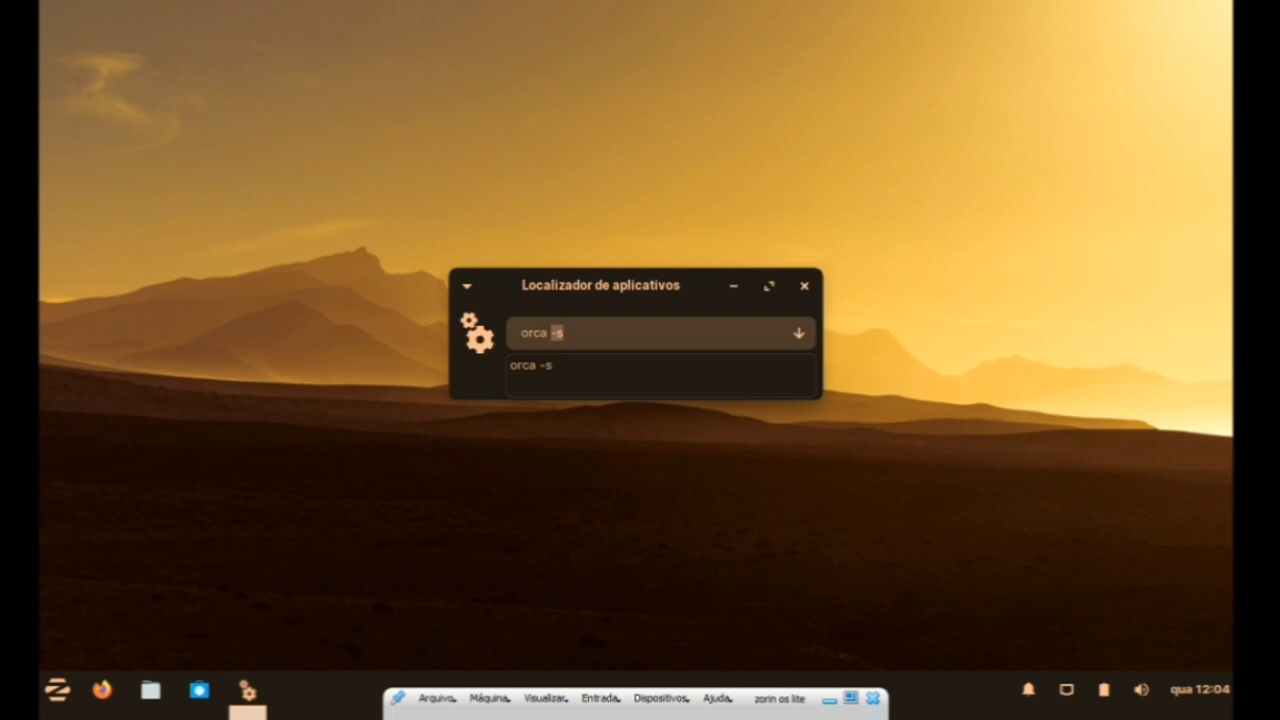 Localizador de aplicativos
orca -s
orca -s
Arquivo Máquina Visualizar Entrada Dispositivos Ajuda zorin os lite
qua 12:04